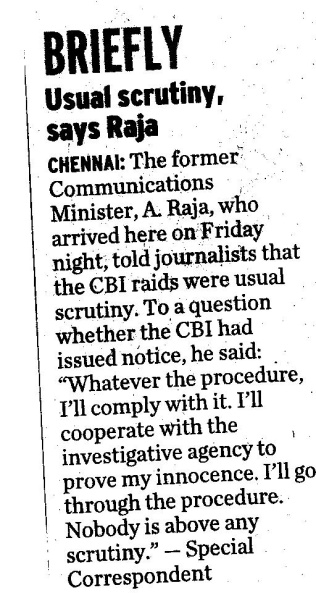 BRIEFLY
Usual scrutiny,
says Raja
CHENNAI: The former
Communications
Minister, A. Raja, who
arrived here on Friday
night, told journalists that
the CBI raids were usual
scrutiny. To a question
whether the CBI had
issued notice, he said:
“Whatever the procedure,
I’ll comply with it. I’ll
cooperate with the
investigative agency to
prove my innocence. I’ll go
through the procedure.
Nobody is above any
scrutiny.” — Special
Correspondent